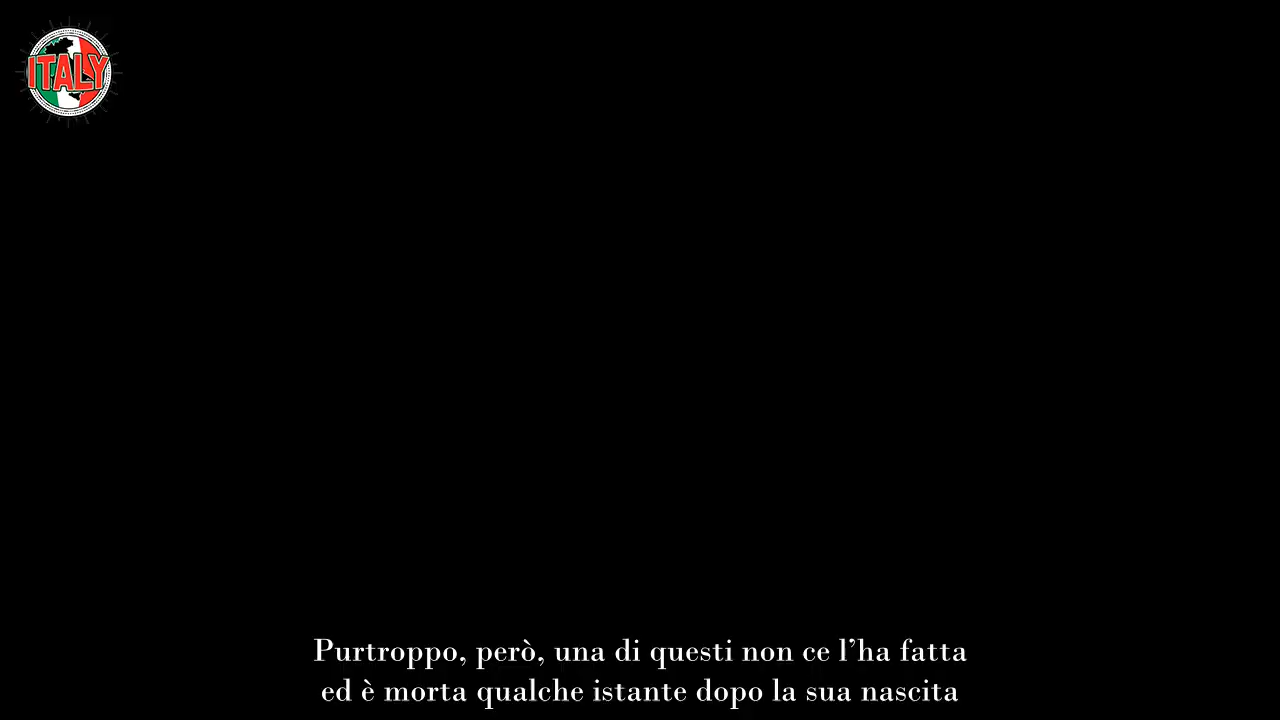 ITALY
Purtroppo, però, una di questi non ce l’ha fatta
ed è morta qualche istante dopo la sua nascita